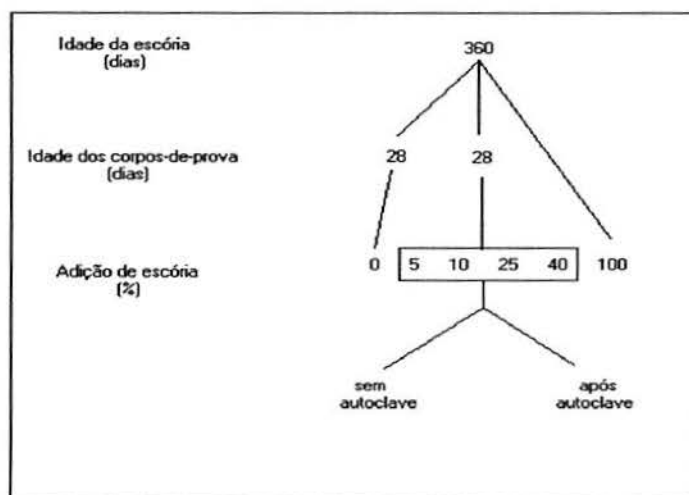 Idade da escória
(dias)
360
Idade dos corpos-de-prova
(dias)
28 28
Adição de escória
(%)
0 5 10 25 40 100
sem
autoclave
após
autoclave